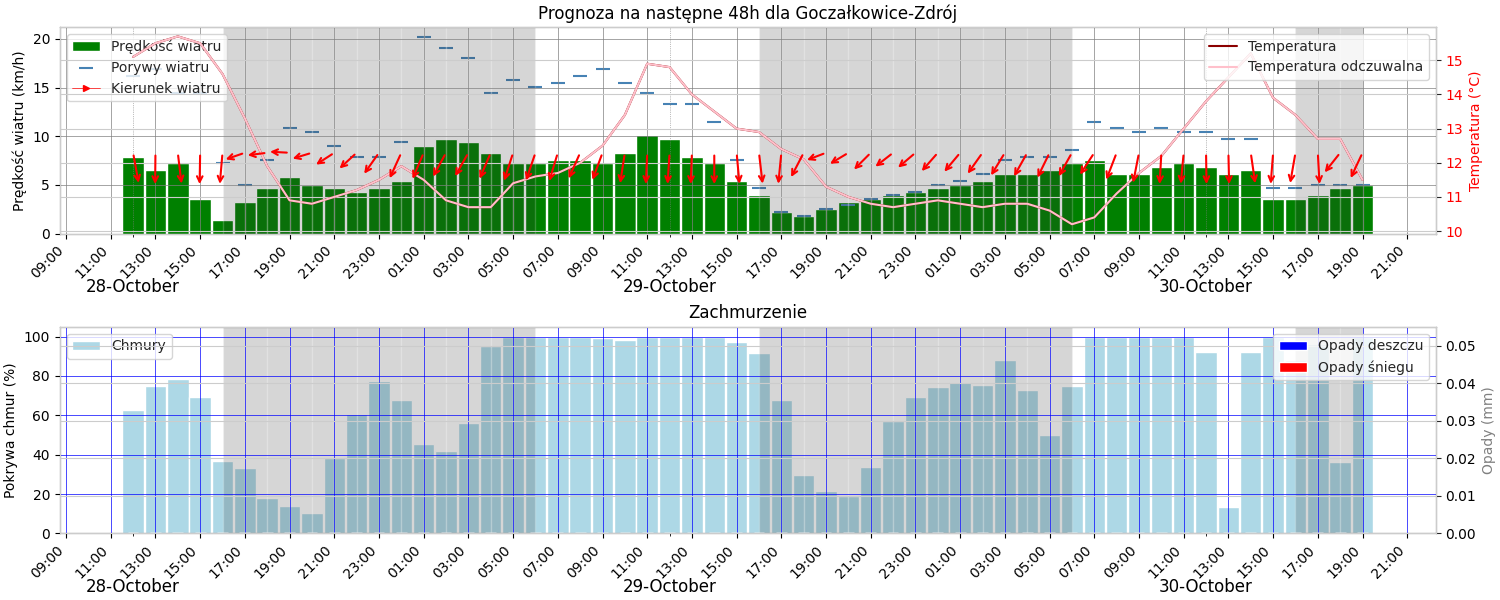 Prognoza na następne 48h dla Goczałkowice-Zdrój
Prędkość wiatru (km/h)
20
15
10
5
0
Prędkość wiatru
Porywy wiatru
Kierunek wiatru
Temperatura
Temperatura odczuwalna
15
14
13
12
11
10
Temperatura (°C)
09:00 11:00 13:00 15:00 17:00 19:00 21:00 23:00 01:00 03:00 05:00 07:00 09:00 11:00 13:00 15:00 17:00 19:00 21:00 23:00 01:00 03:00 05:00 07:00 09:00 11:00 13:00 15:00 17:00 19:00 21:00
28-October 29-October 30-October
Zachmurzenie
Pokrywa chmur (%)
100
80
60
40
20
0
Chmury
Opady deszczu
Opady śniegu
0.05
0.04
0.03
0.02
0.01
0.00
Opady (mm)
09:00 11:00 13:00 15:00 17:00 19:00 21:00 23:00 01:00 03:00 05:00 07:00 09:00 11:00 13:00 15:00 17:00 19:00 21:00 23:00 01:00 03:00 05:00 07:00 09:00 11:00 13:00 15:00 17:00 19:00 21:00
28-October 29-October 30-October